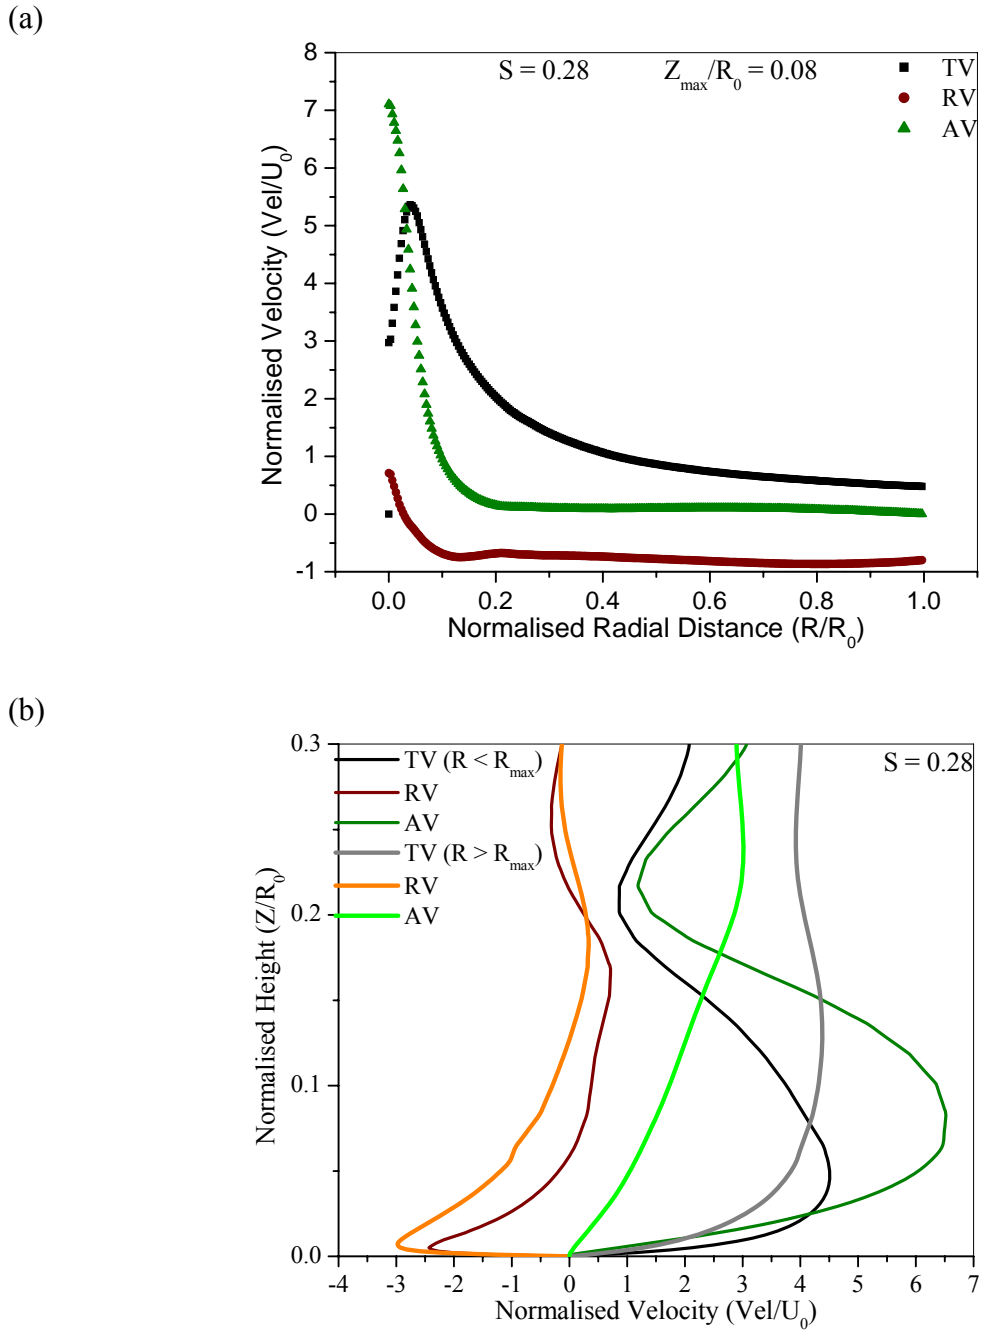 (a)
S = 0.28 Z_max/R_0 = 0.08
TV
RV
AV
8
7
6
5
4
3
2
1
0
-1
Normalised Velocity (Vel/U_0)
0.0 0.2 0.4 0.6 0.8 1.0
Normalised Radial Distance (R/R_0)
(b)
S = 0.28
TV (R < R_max)
RV
AV
TV (R > R_max)
RV
AV
0.3
0.2
0.1
0.0
Normalised Height (Z/R_0)
-4 -3 -2 -1 0 1 2 3 4 5 6 7
Normalised Velocity (Vel/U_0)